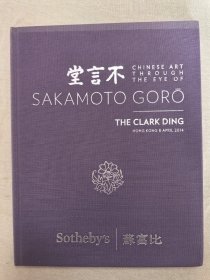 堂言不
CHINESE ART
THROUGH
THE EYE OF
SAKAMOTO GORŌ
THE CLARK DING
HONG KONG 8 APRIL 2014
Sotheby's 蘇富比